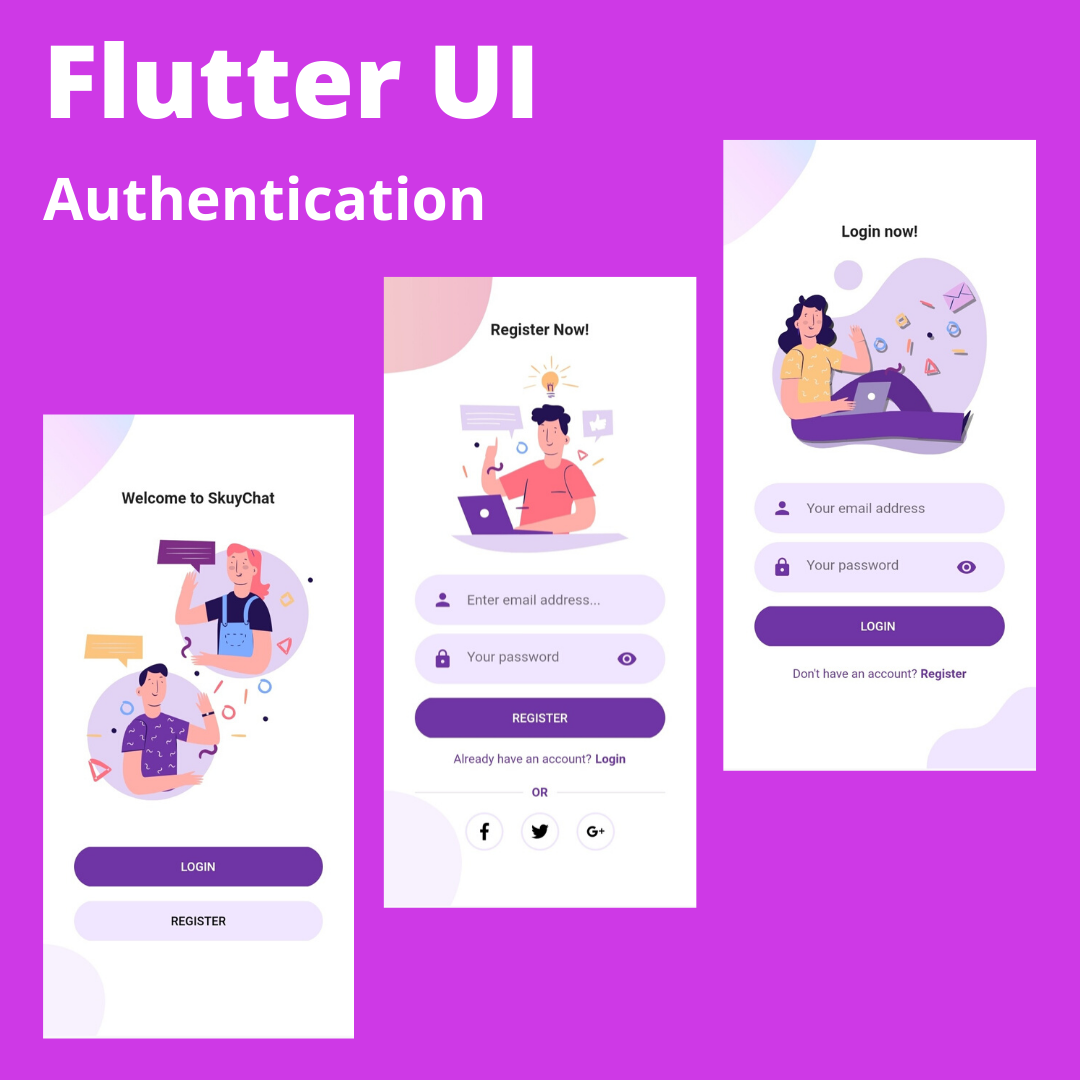 Flutter UI
Authentication
Welcome to SkuyChat
LOGIN
REGISTER
Register Now!
Enter email address...
Your password
REGISTER
Already have an account? Login
OR
G+
Login now!
Your email address
Your password
LOGIN
Don't have an account? Register